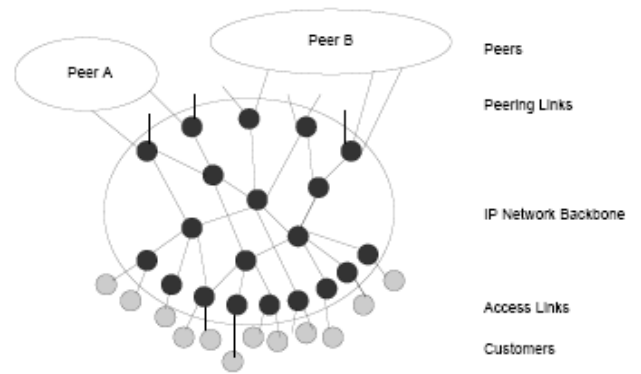 Peer B
Peers
Peer A
Peering Links
IP Network Backbone
Access Links
Customers